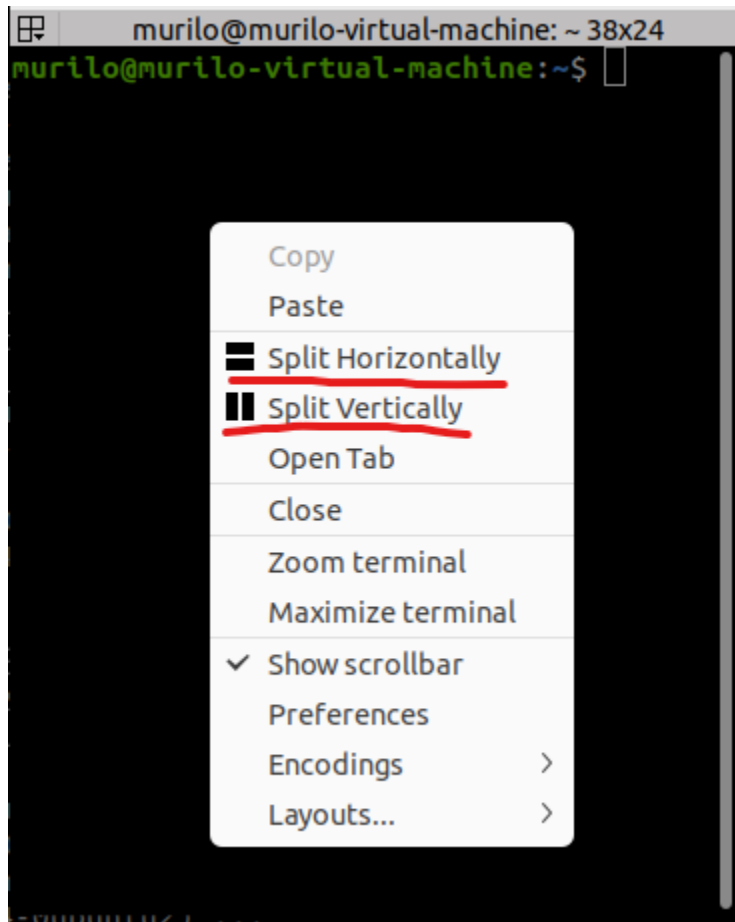 murilo@murilo-virtual-machine: ~ 38x24
murilo@murilo-virtual-machine:~$
Copy
Paste
Split Horizontally
Split Vertically
Open Tab
Close
Zoom terminal
Maximize terminal
Show scrollbar
Preferences
Encodings
Layouts...